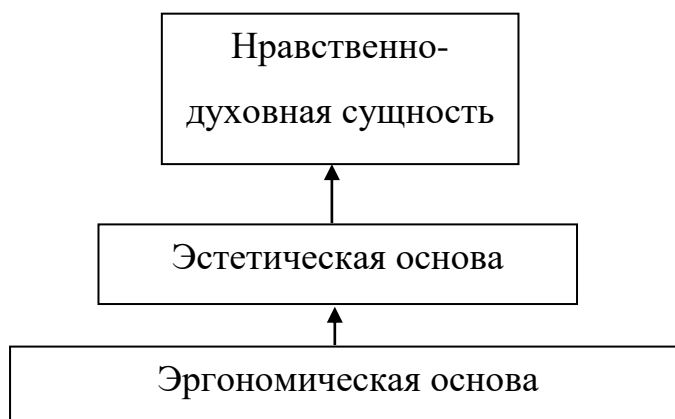 Нравственно-
духовная сущность
Эстетическая основа
Эргономическая основа